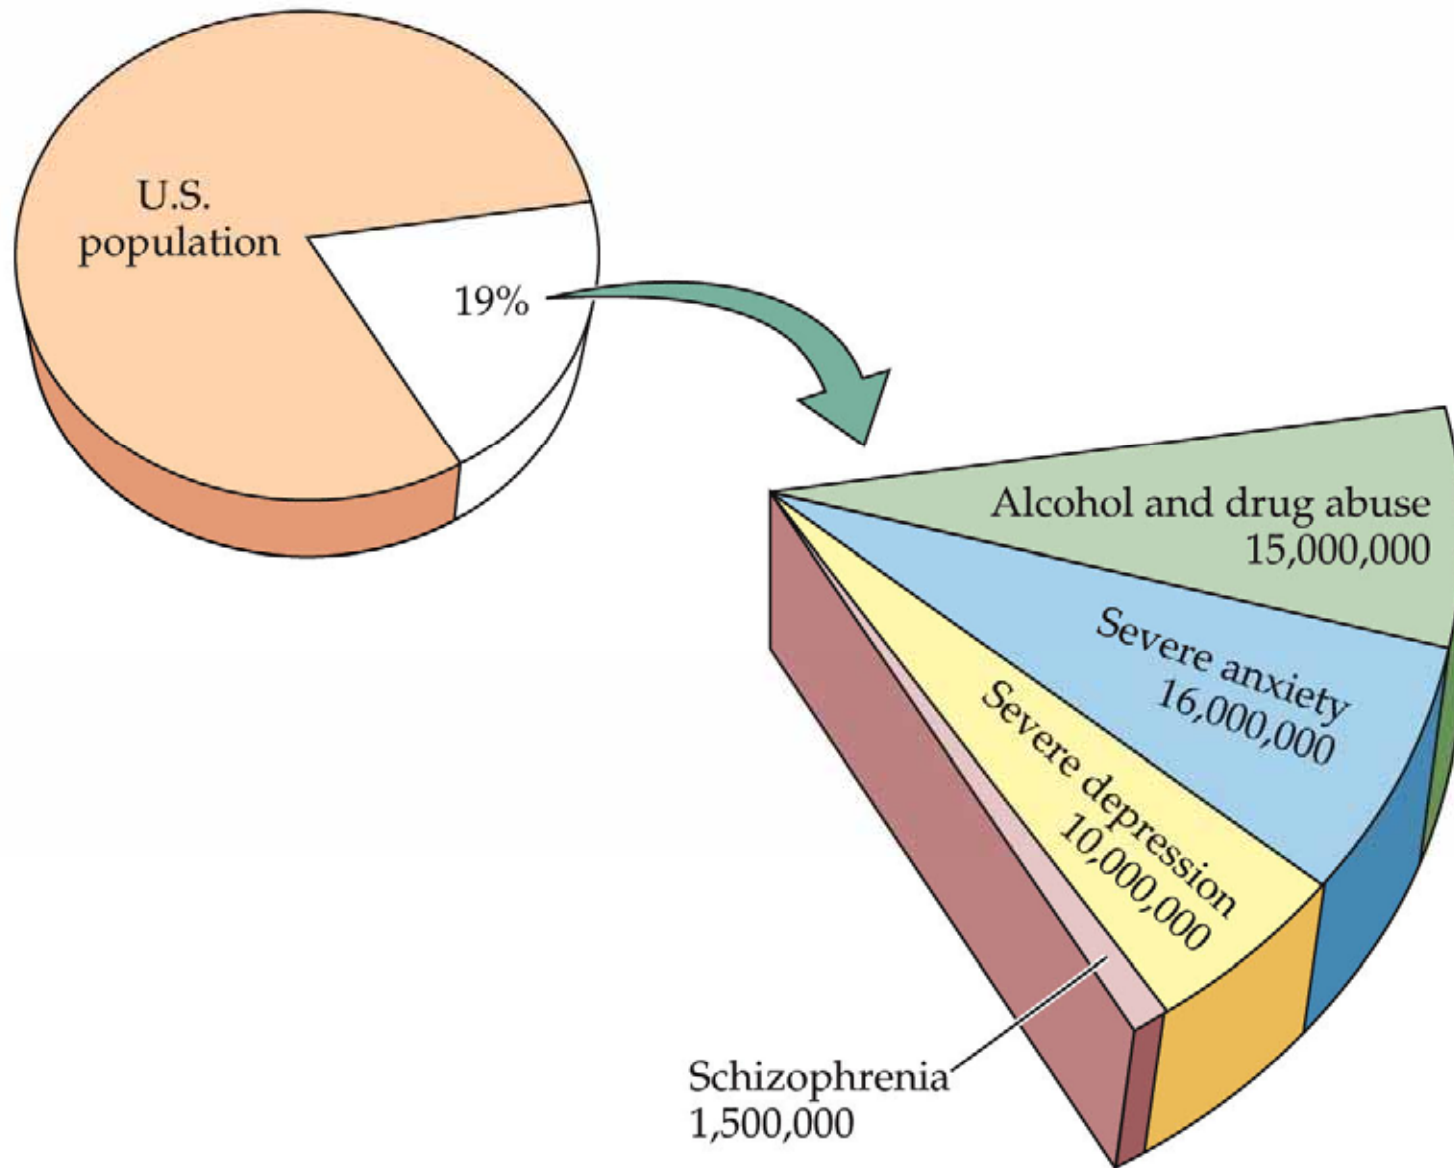 U.S.
population
19%
Alcohol and drug abuse
15,000,000
Severe anxiety
16,000,000
Severe depression
10,000,000
Schizophrenia
1,500,000